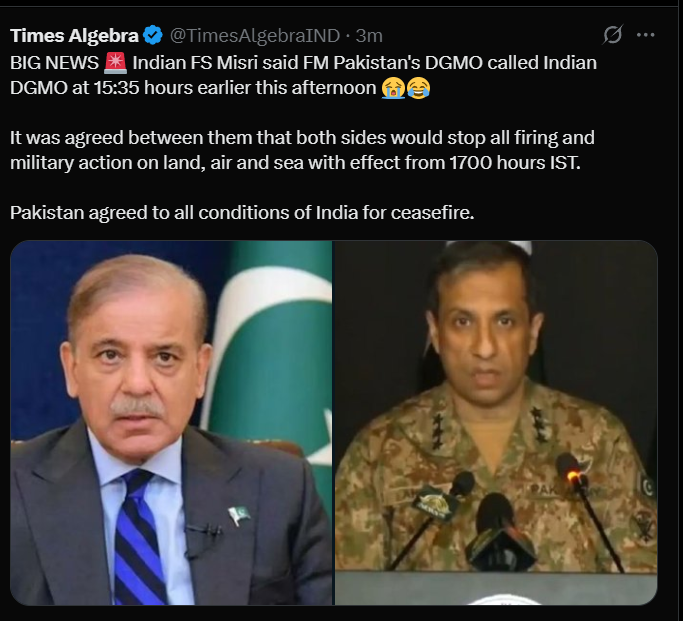 Times Algebra @TimesAlgebraIND · 3m
BIG NEWS 🚨 Indian FS Misri said FM Pakistan's DGMO called Indian
DGMO at 15:35 hours earlier this afternoon 😭😂
It was agreed between them that both sides would stop all firing and
military action on land, air and sea with effect from 1700 hours IST.
Pakistan agreed to all conditions of India for ceasefire.